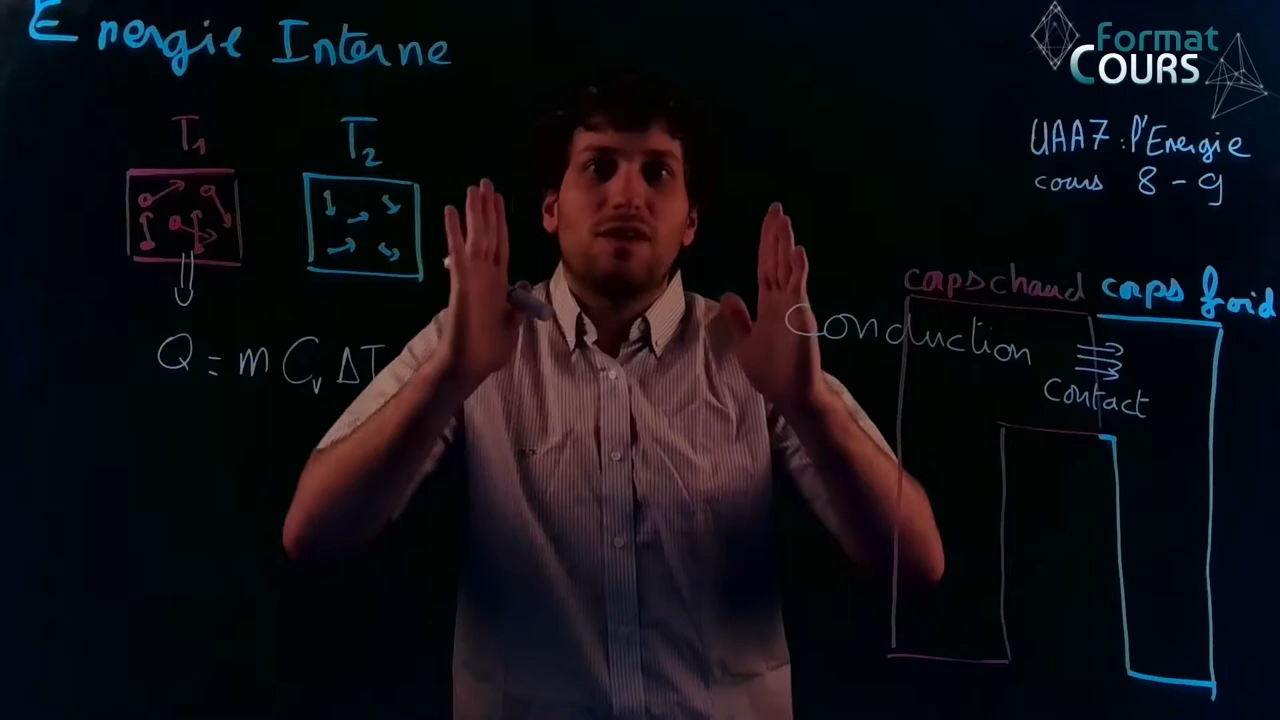 Energie Interne
Format
COURS
UAA7 : l'Energie
cours 8 - 9
T1
T2
Q = m Cv ΔT
corps chaud
corps froid
Conduction
contact